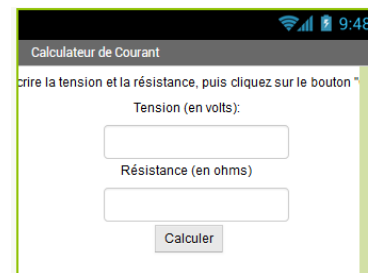 9:48
Calculateur de Courant
crire la tension et la résistance, puis cliquez sur le bouton "
Tension (en volts):
Résistance (en ohms)
Calculer